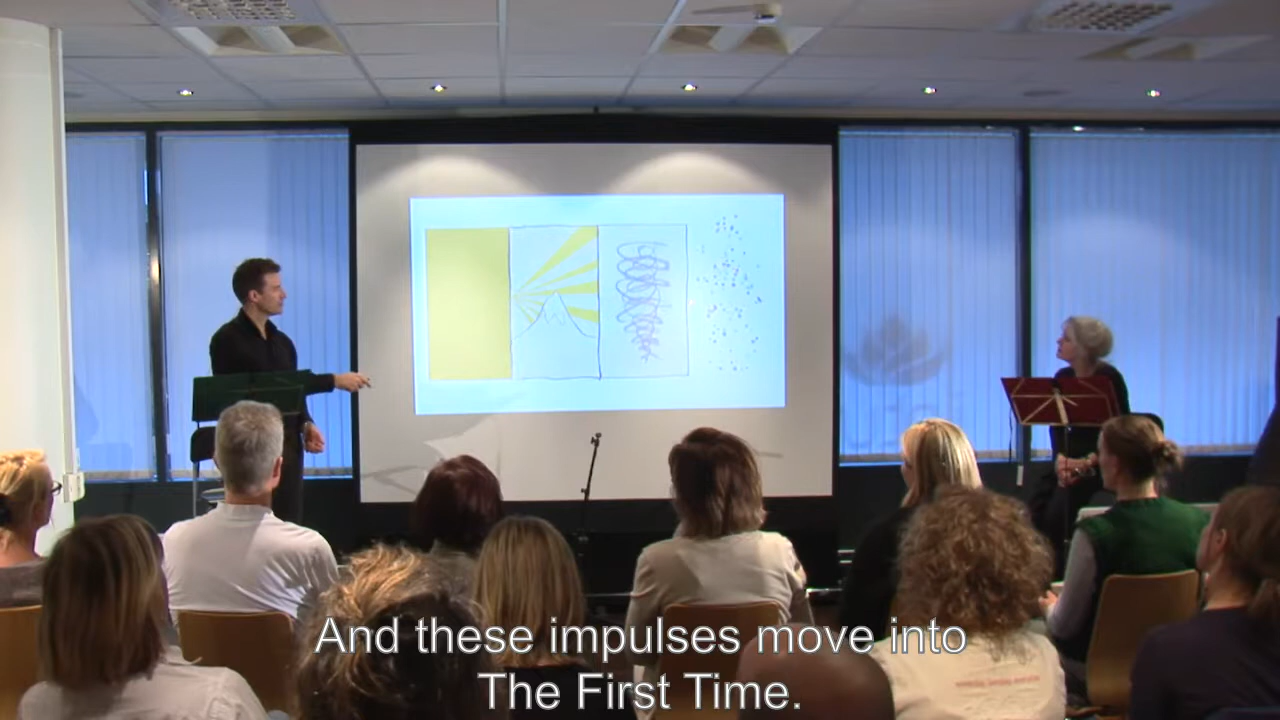 And these impulses move into
The First Time.